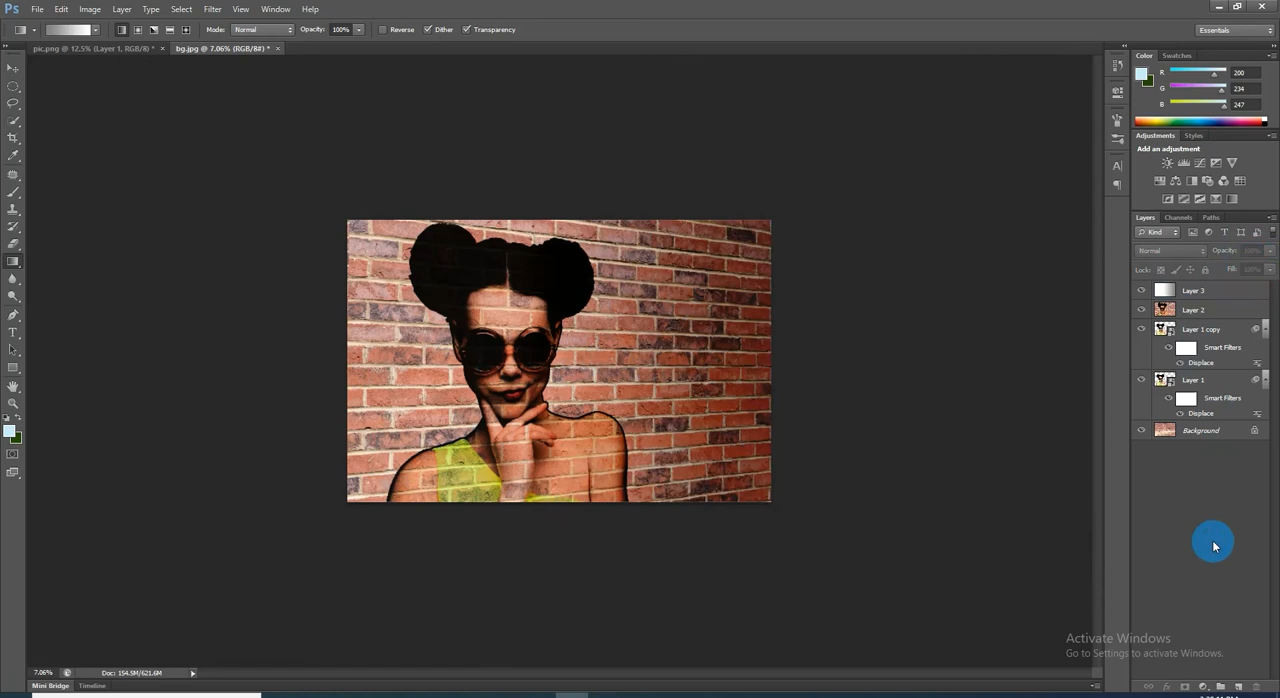 Ps File Edit Image Layer Type Select Filter View Window Help
Mode: Normal Opacity: 100% Reverse Dither Transparency Essentials
pic.png @ 12.5% (Layer 1, RGB/8) * × bg.jpg @ 7.06% (RGB/8#) * ×
Color Swatches
R 200
G 234
B 247
Adjustments Styles
Add an adjustment
Layers Channels Paths
Kind
Normal Opacity: 100%
Lock: Fill: 100%
Layer 3
Layer 2
Layer 1 copy
Smart Filters
Displace
Layer 1
Smart Filters
Displace
Background
Activate Windows
Go to Settings to activate Windows.
7.06% Doc: 154.5M/621.6M
Mini Bridge Timeline